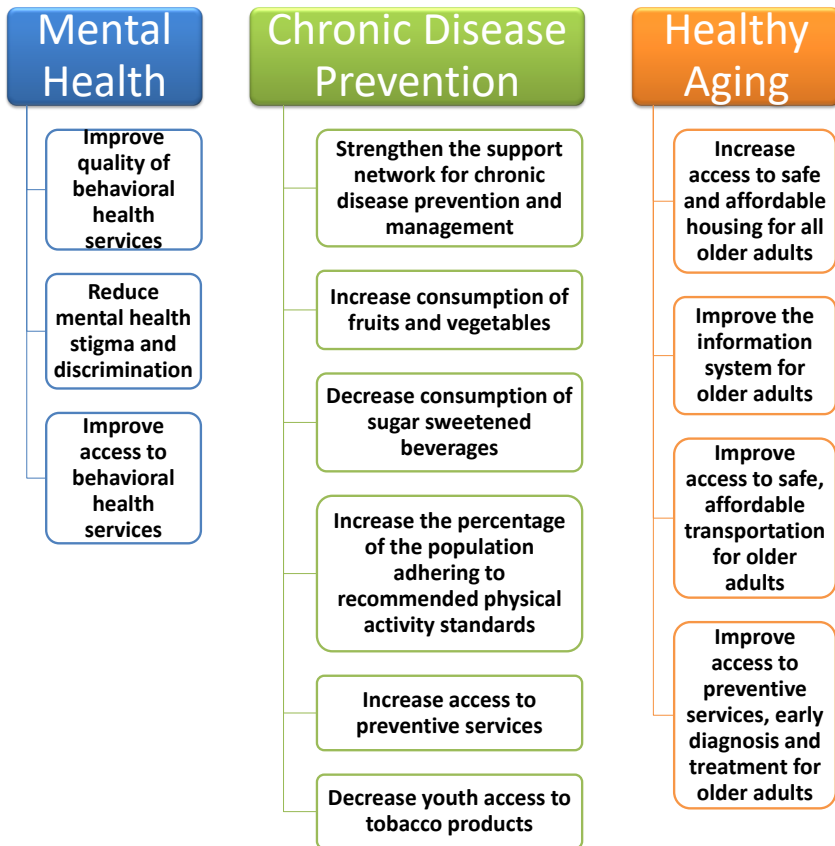 Mental
Health
Improve
quality of
behavioral
health
services
Reduce
mental health
stigma and
discrimination
Improve
access to
behavioral
health
services
Chronic Disease
Prevention
Strengthen the support
network for chronic
disease prevention and
management
Increase consumption of
fruits and vegetables
Decrease consumption of
sugar sweetened
beverages
Increase the percentage
of the population
adhering to
recommended physical
activity standards
Increase access to
preventive services
Decrease youth access to
tobacco products
Healthy
Aging
Increase
access to safe
and affordable
housing for all
older adults
Improve the
information
system for
older adults
Improve
access to safe,
affordable
transportation
for older
adults
Improve
access to
preventive
services, early
diagnosis and
treatment for
older adults